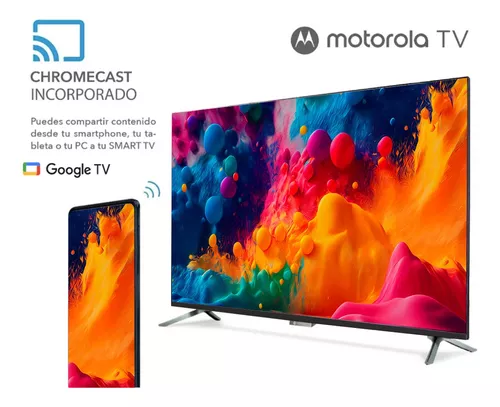 CHROMECAST
INCORPORADO
Puedes compartir contenido
desde tu smartphone, tu ta-
bleta o tu PC a tu SMART TV
Google TV
motorola TV